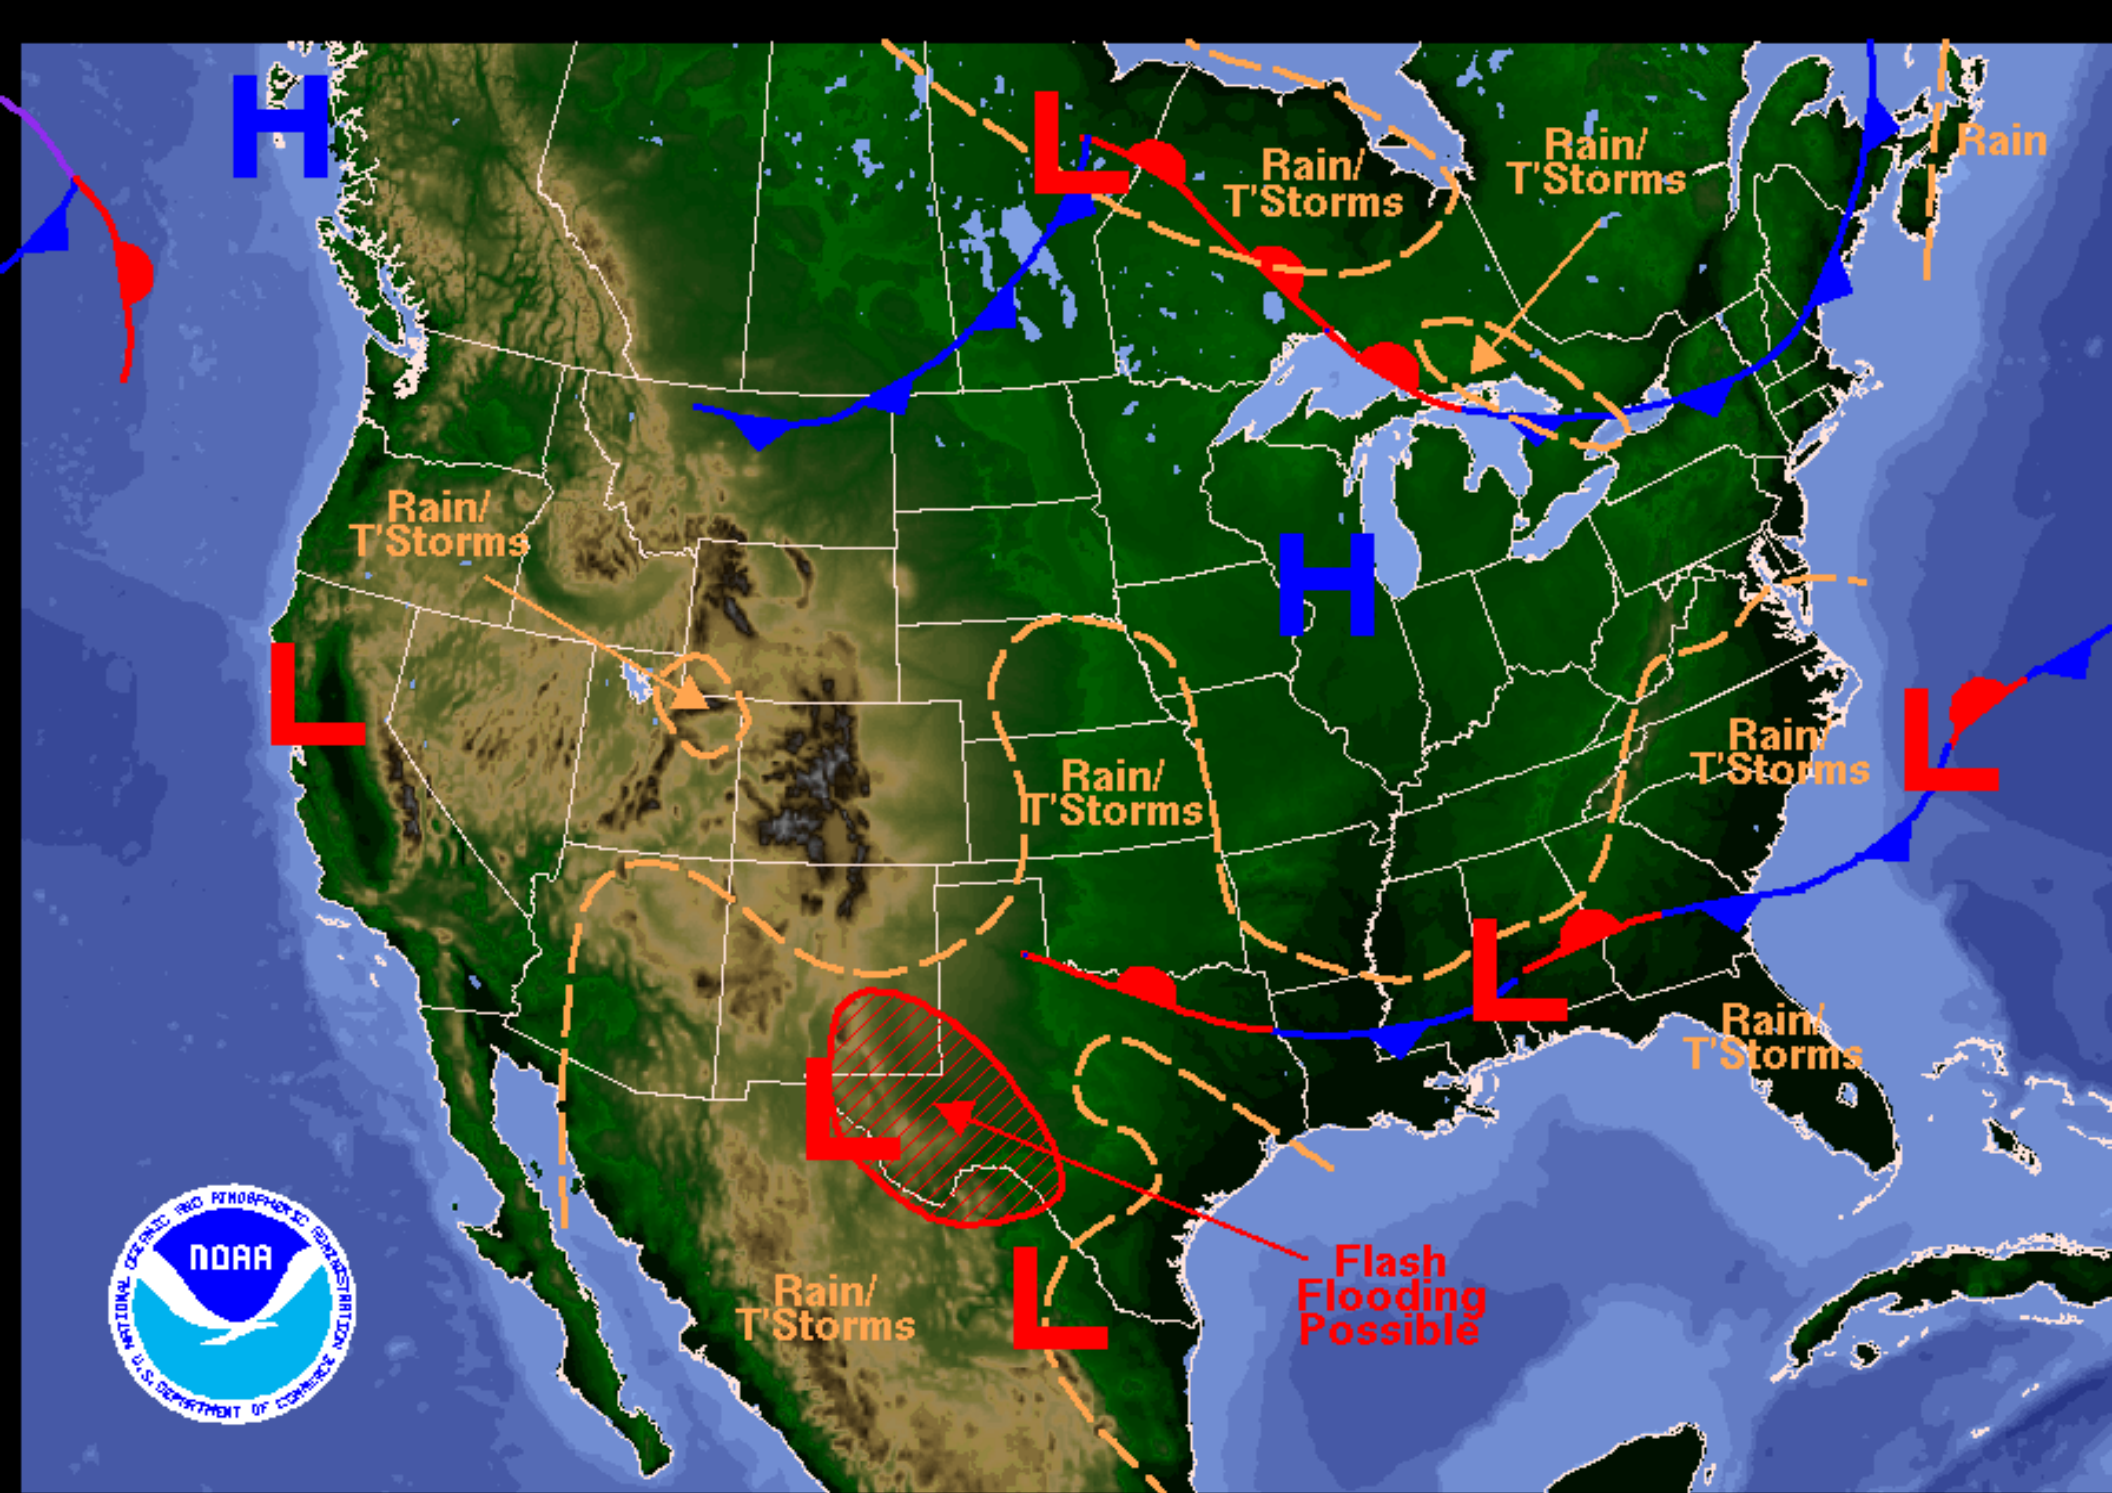 H
L
Rain/
T'Storms
Rain/
T'Storms
Rain
Rain/
T'Storms
H
L
Rain/
T'Storms
L
Rain/
T'Storms
L
Rain/
T'Storms
L
L
Flash
Flooding
Possible
Rain/
T'Storms
NATIONAL OCEANIC AND ATMOSPHERIC ADMINISTRATION
NOAA
U.S. DEPARTMENT OF COMMERCE